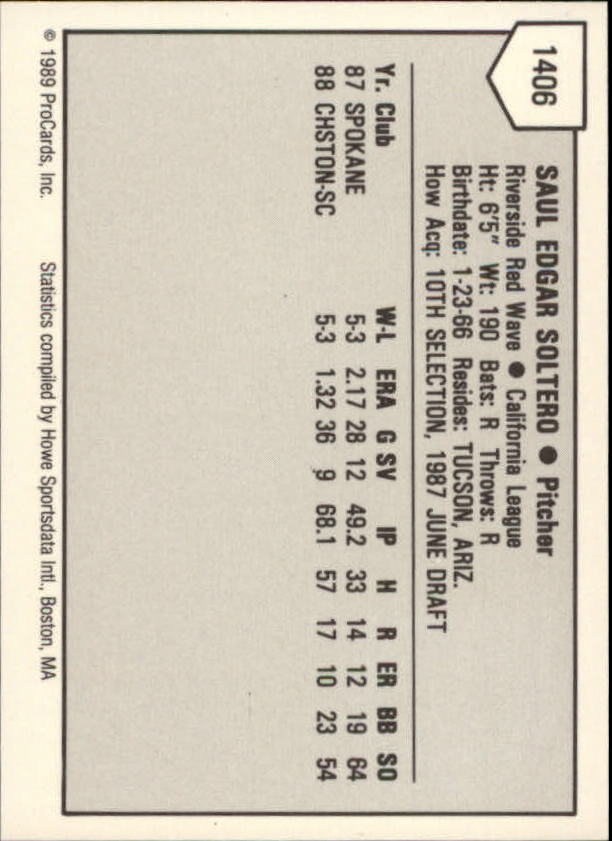 1406
SAUL EDGAR SOLTERO ● Pitcher
Riverside Red Wave ● California League
Ht: 6'5" Wt: 190 Bats: R Throws: R
Birthdate: 1-23-66 Resides: TUCSON, ARIZ.
How Acq: 10TH SELECTION, 1987 JUNE DRAFT
Yr. Club W-L ERA G SV IP H R ER BB SO
87 SPOKANE 5-3 2.17 28 12 49.2 33 14 12 19 64
88 CHSTON-SC 5-3 1.32 36 9 68.1 57 17 10 23 54
© 1989 ProCards, Inc. Statistics compiled by Howe Sportsdata Intl., Boston, MA